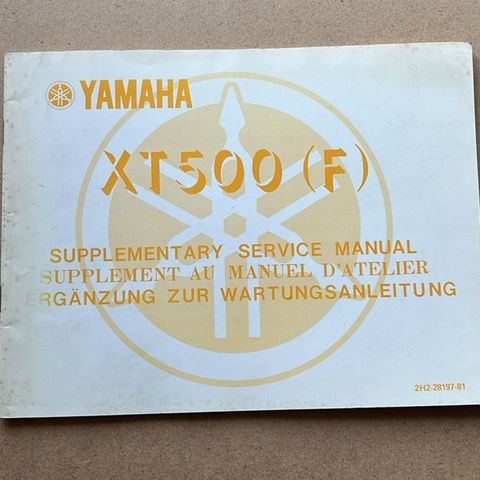 YAMAHA
XT500 (F)
SUPPLEMENTARY SERVICE MANUAL
SUPPLEMENT AU MANUEL D'ATELIER
ERGÄNZUNG ZUR WARTUNGSANLEITUNG
2H2-28197-81